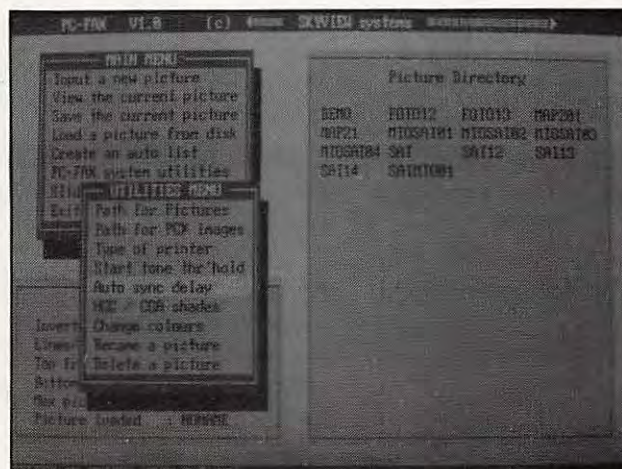 PC-FAX V1.0 (c) SKYVIEW systems
MAIN MENU
Input a new picture
View the current picture
Save the current picture
Load a picture from disk
Create an auto list
PC-FAX system utilities
Exit
UTILITIES MENU
Path for Pictures
Path for PCX Images
Type of printer
Start tone thr'hold
Auto sync delay
HGC / CGA shades
Change colours
Rename a picture
Delete a picture
Invert
Lines
Picture loaded : NONAME
Picture Directory
DEMO FOTO12 FOTO13 MAP201
MAP21 MTOSAT01 MTOSAT02 MTOSAT03
MTOSAT04 SAT SAT12 SAT13
SAT14 SATMTO01